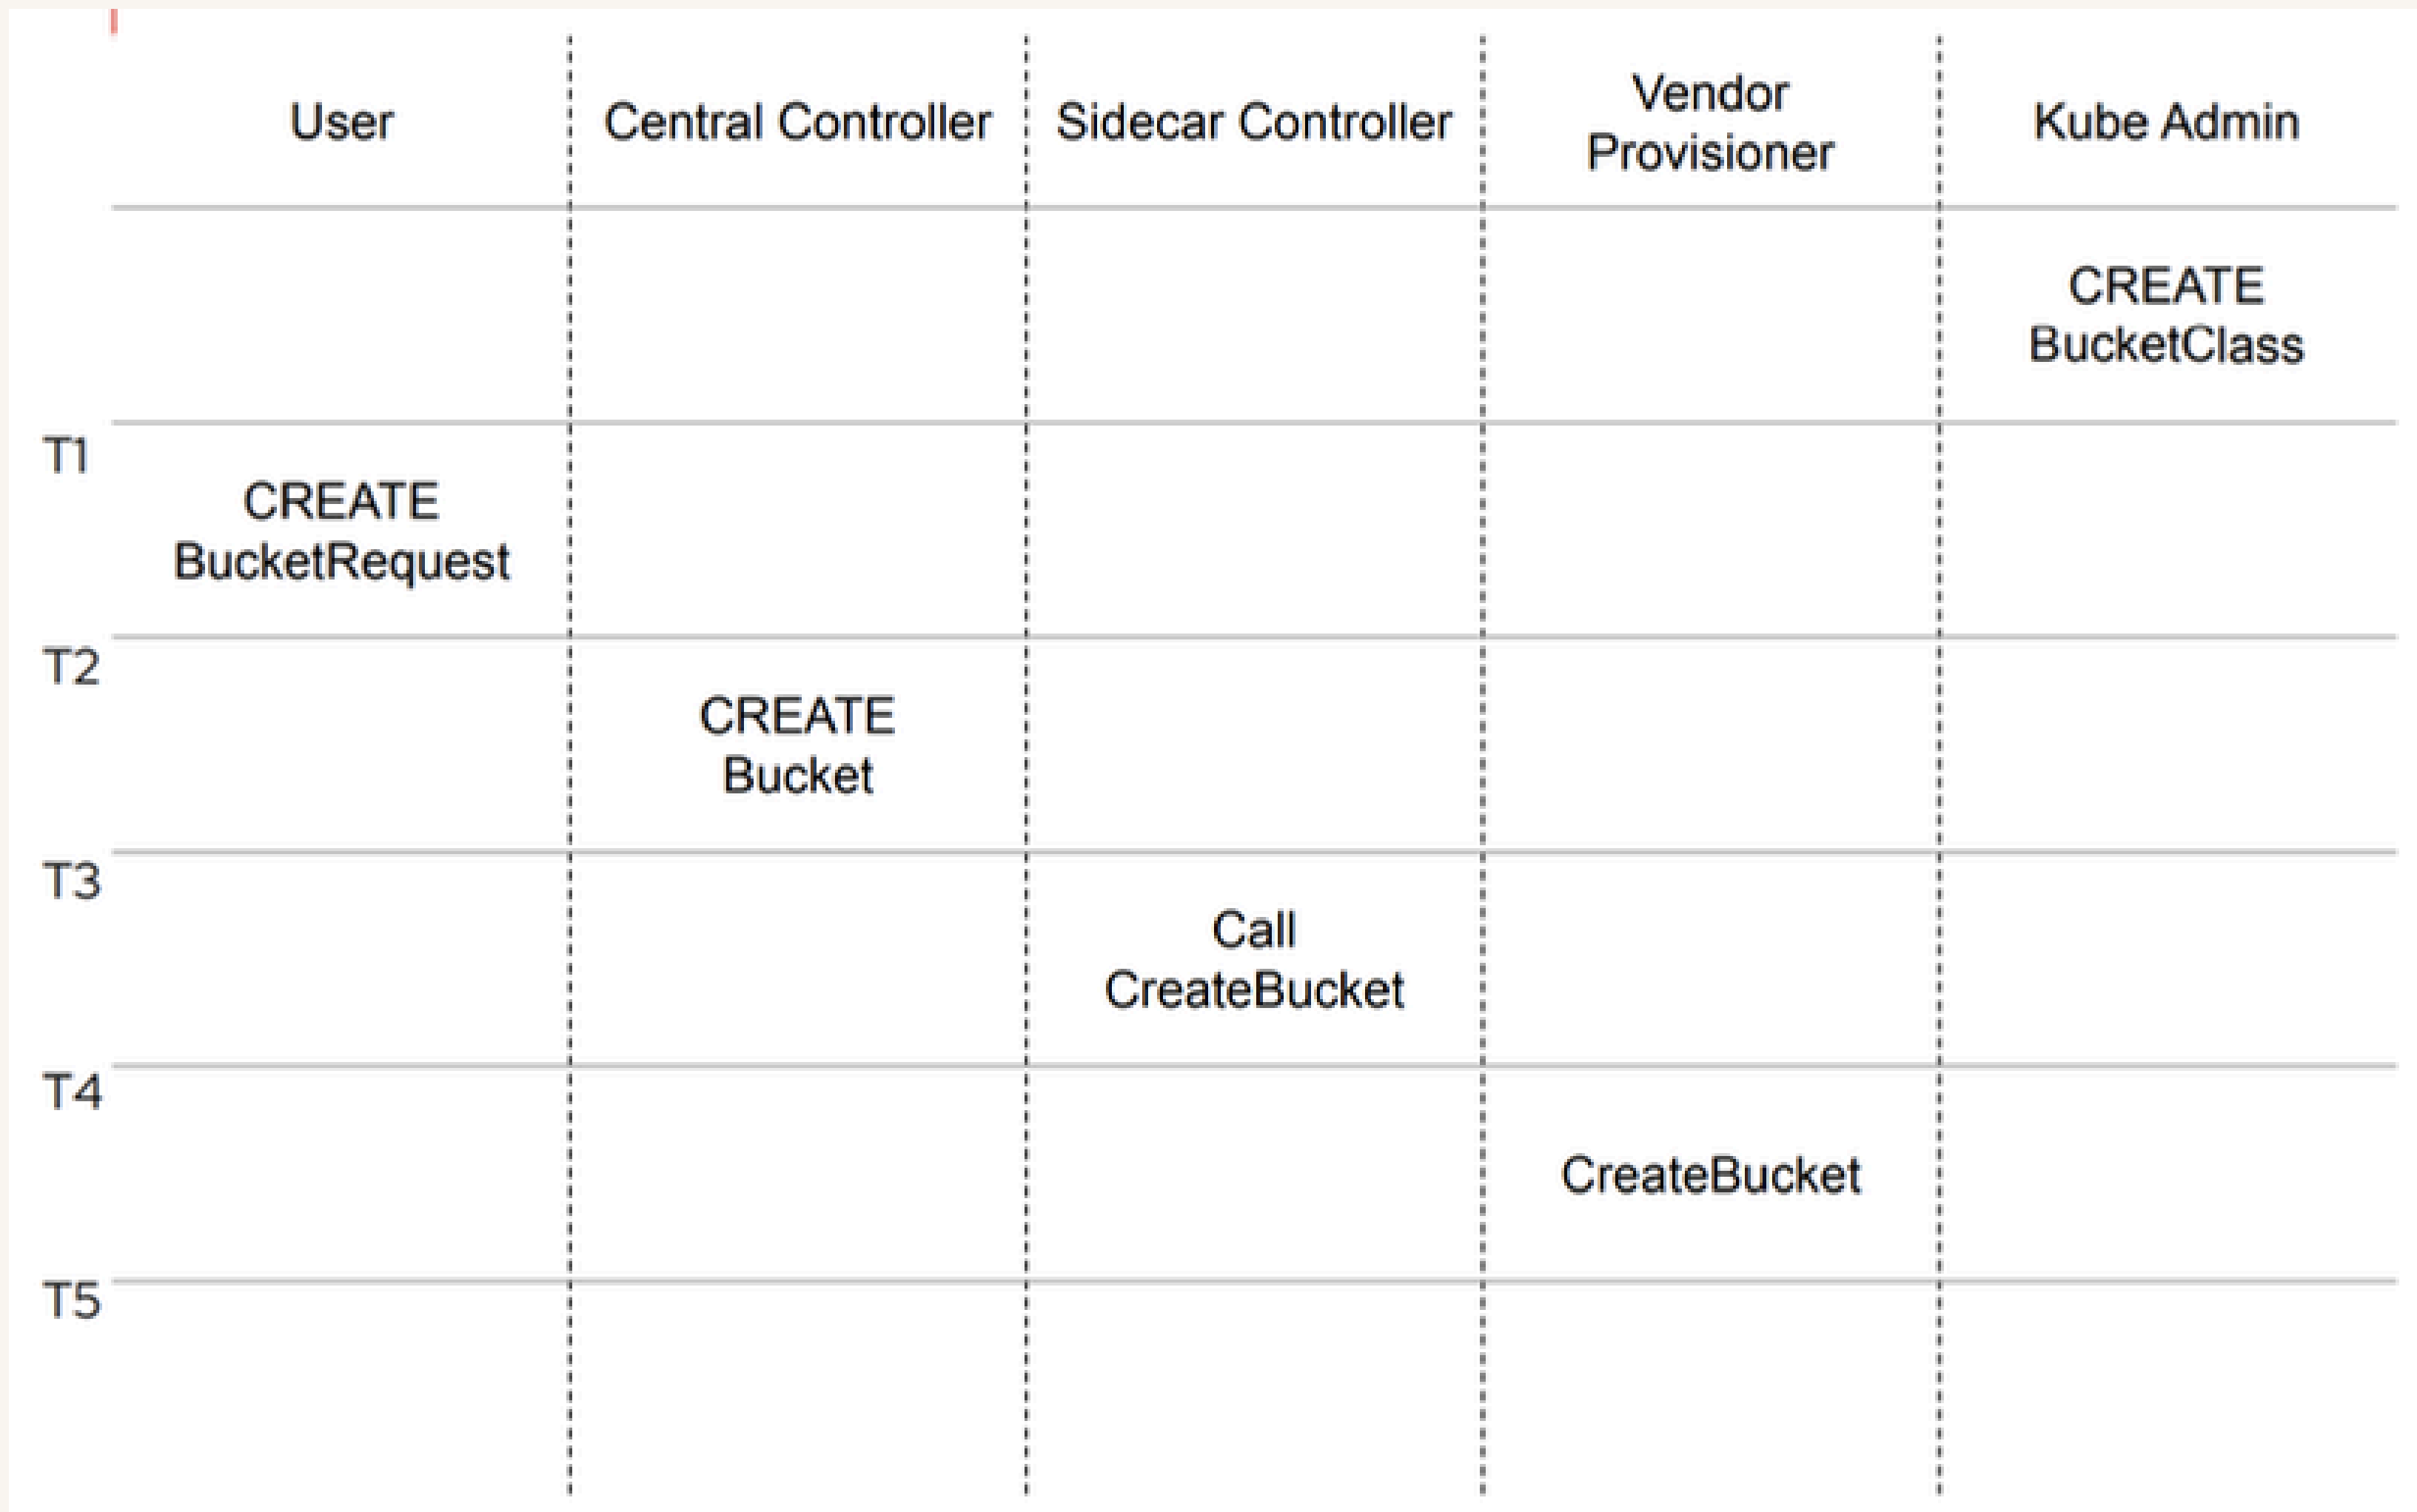 User
Central Controller
Sidecar Controller
Vendor
Provisioner
Kube Admin
CREATE
BucketClass
T1
CREATE
BucketRequest
T2
CREATE
Bucket
T3
Call
CreateBucket
T4
CreateBucket
T5